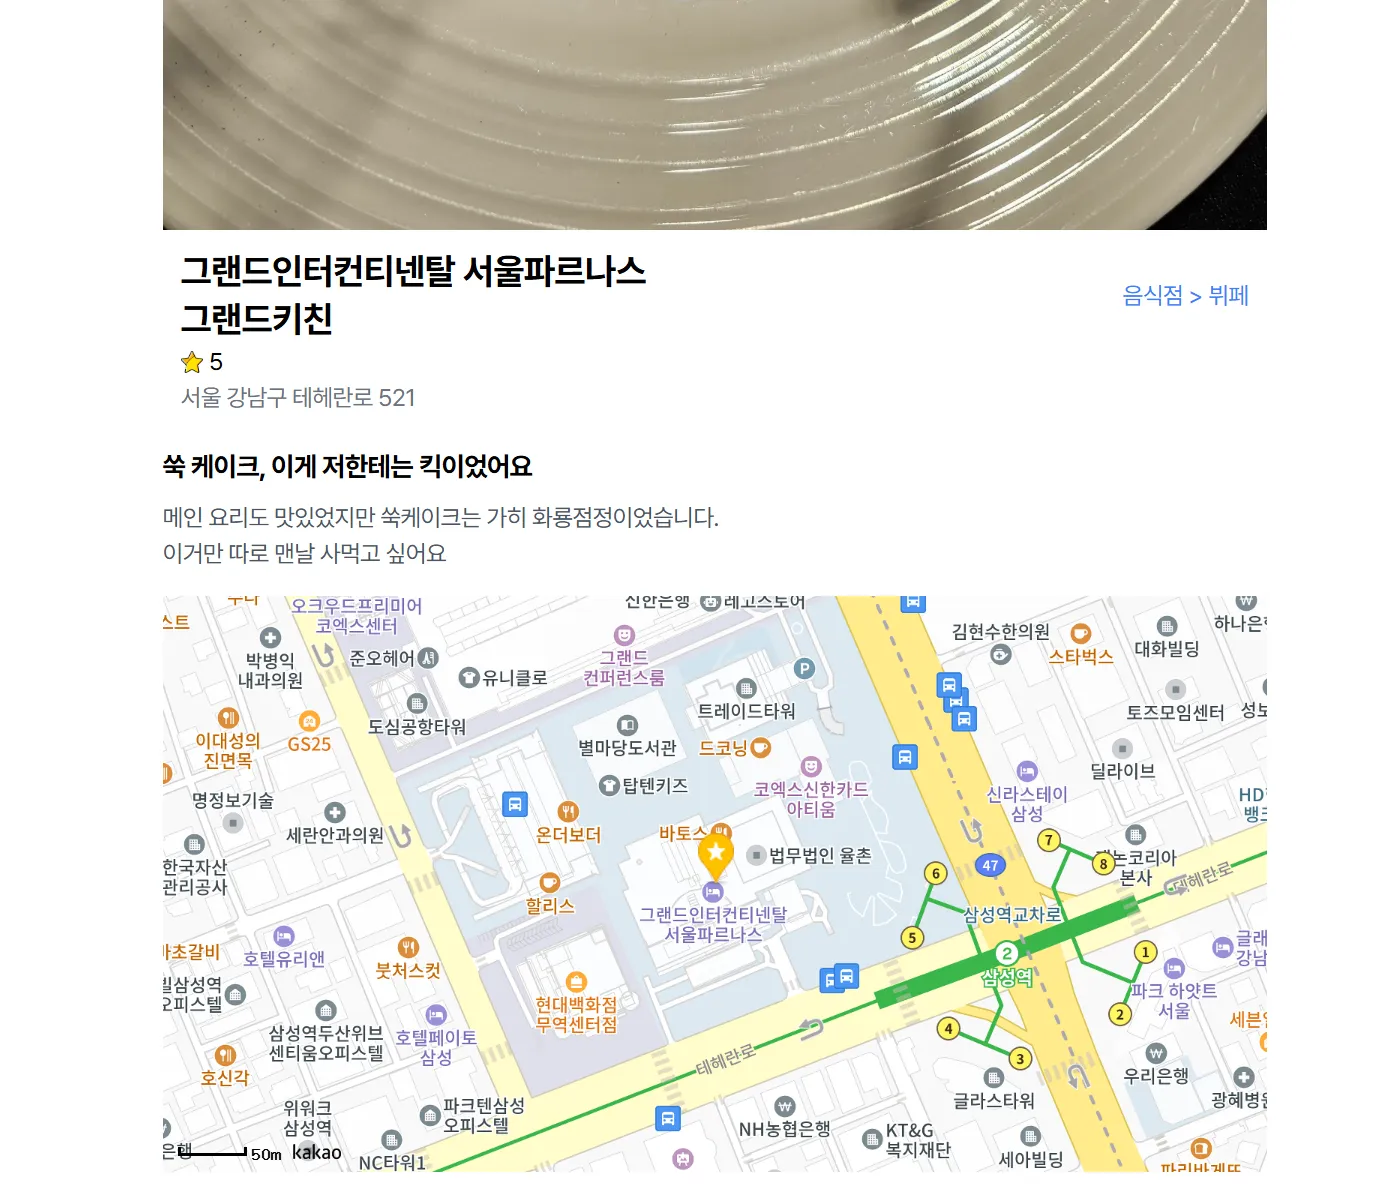 그랜드인터컨티넨탈 서울파르나스
그랜드키친
음식점 > 뷔페
5
서울 강남구 테헤란로 521
쑥 케이크, 이게 저한테는 킥이었어요
메인 요리도 맛있었지만 쑥케이크는 가히 화룡점정이었습니다.
이거만 따로 맨날 사먹고 싶어요
오크우드프리미어
코엑스센터
신한은행
레고스토어
하나은행
스트
박병익
내과의원
준오헤어
유니클로
그랜드
컨퍼런스룸
P
김현수한의원
스타벅스
대화빌딩
도심공항타워
트레이드타워
토즈모임센터
성보
이대성의
진면목
GS25
별마당도서관
드코닝
탑텐키즈
코엑스신한카드
아티움
딜라이브
신라스테이
삼성
명정보기술
세란안과의원
온더보더
바토스
법무법인 율촌
47
7
8
6
5
한국자산
관리공사
본사
테헤란로
할리스
그랜드인터컨티넨탈
서울파르나스
삼성역교차로
2
삼성역
1
2
4
3
호텔유리앤
붓처스컷
현대백화점
무역센터점
파크 하얏트
서울
삼성역두산위브
센티움오피스텔
호텔페이토
삼성
호신각
테헤란로
우리은행
글라스타워
위워크
삼성역
파크텐삼성
오피스텔
NH농협은행
KT&G
복지재단
세아빌딩
NC타워1
50m kakao